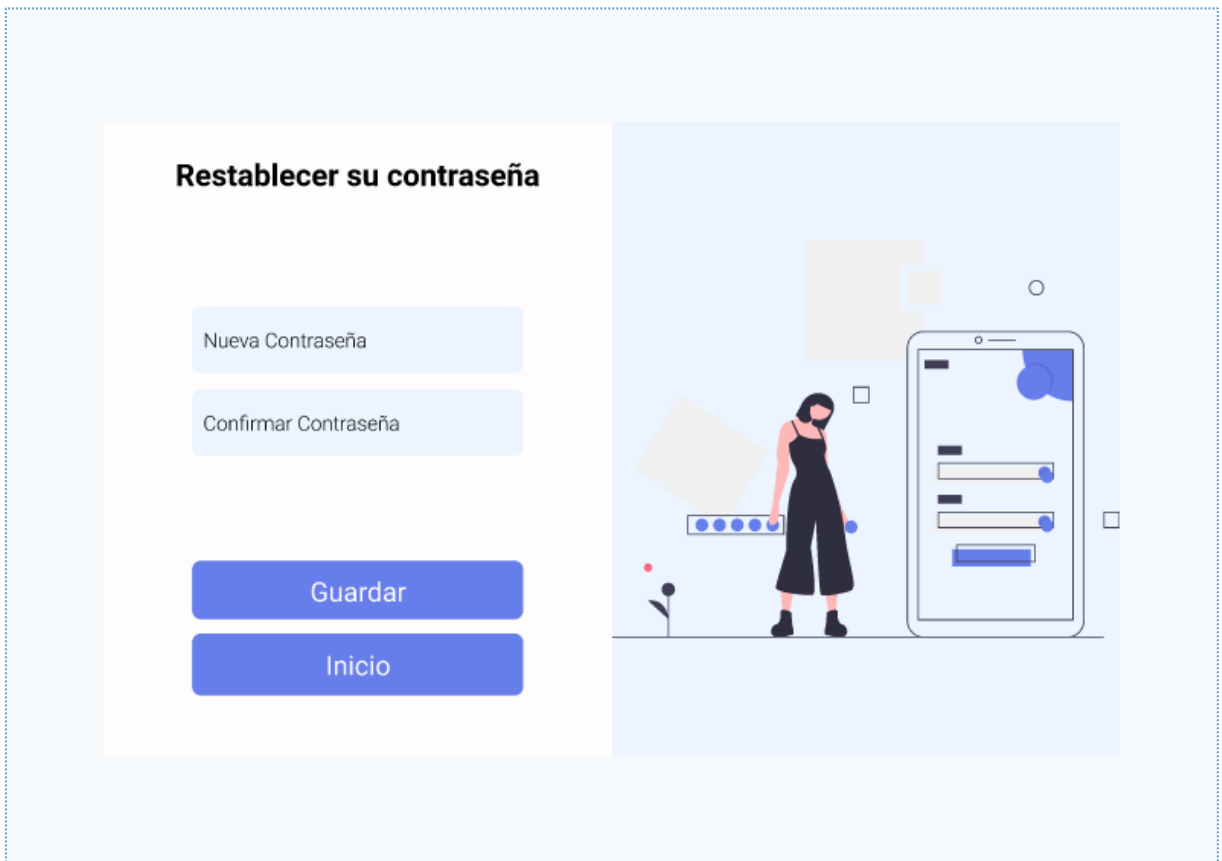 Restablecer su contraseña
Nueva Contraseña
Confirmar Contraseña
Guardar
Inicio